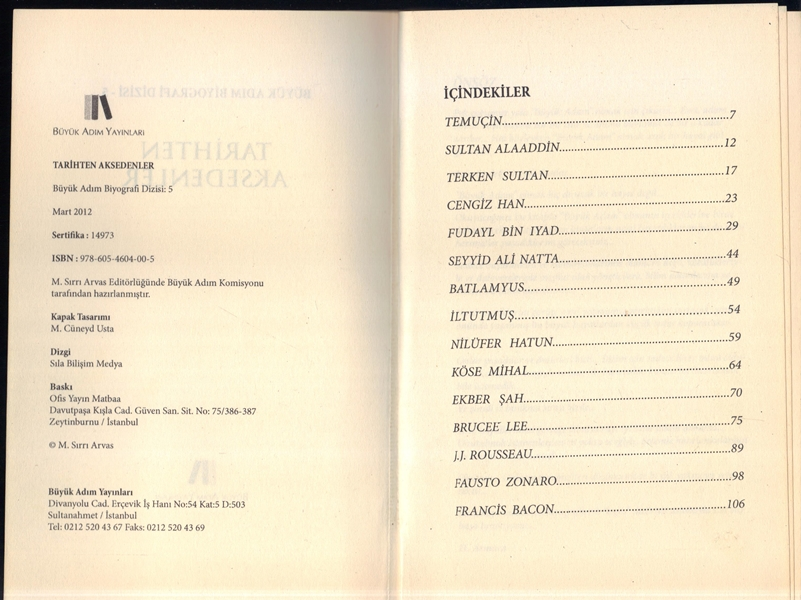 BÜYÜK ADIM YAYINLARI
TARİHTEN AKSEDENLER
Büyük Adım Biyografi Dizisi: 5
Mart 2012
Sertifika : 14973
ISBN : 978-605-4604-00-5
M. Sırrı Arvas Editörlüğünde Büyük Adım Komisyonu
tarafından hazırlanmıştır.
Kapak Tasarımı
M. Cüneyd Usta
Dizgi
Sıla Bilişim Medya
Baskı
Ofis Yayın Matbaa
Davutpaşa Kışla Cad. Güven San. Sit. No: 75/386-387
Zeytinburnu / İstanbul
© M. Sırrı Arvas
Büyük Adım Yayınları
Divanyolu Cad. Erçevik İş Hanı No:54 Kat:5 D:503
Sultanahmet / İstanbul
Tel: 0212 520 43 67 Faks: 0212 520 43 69
İÇİNDEKİLER
TEMUÇİN...7
SULTAN ALAADDİN...12
TERKEN SULTAN...17
CENGİZ HAN...23
FUDAYL BİN IYAD...29
SEYYİD ALİ NATTA...44
BATLAMYUS...49
İLTUTMUŞ...54
NİLÜFER HATUN...59
KÖSE MİHAL...64
EKBER ŞAH...70
BRUCEE LEE...75
J.J. ROUSSEAU...89
FAUSTO ZONARO...98
FRANCİS BACON...106